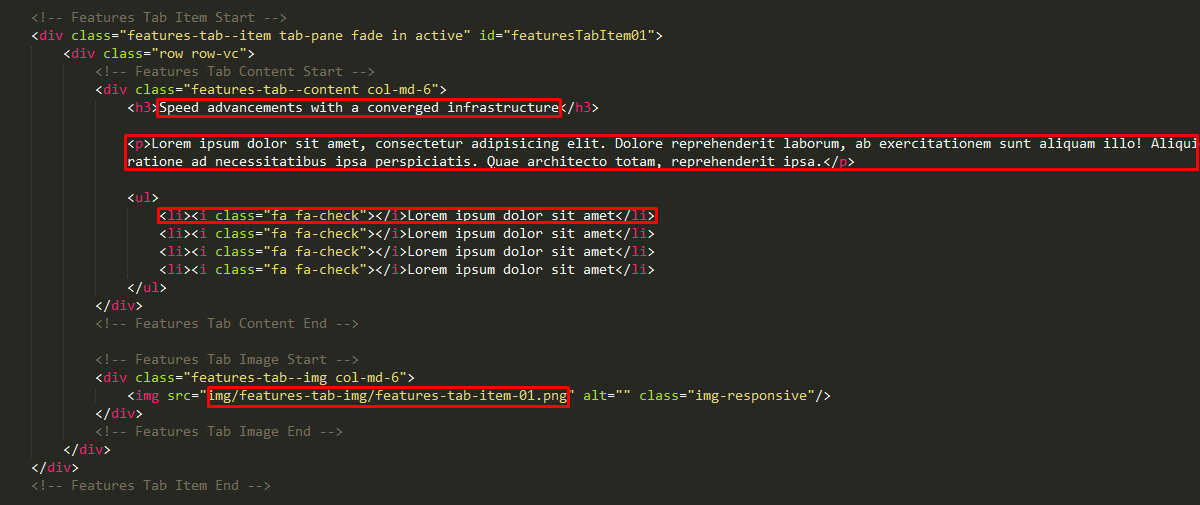 <!-- Features Tab Item Start -->
<div class="features-tab--item tab-pane fade in active" id="featuresTabItem01">
<div class="row row-vc">
<!-- Features Tab Content Start -->
<div class="features-tab--content col-md-6">
<h3>Speed advancements with a converged infrastructure</h3>
<p>Lorem ipsum dolor sit amet, consectetur adipisicing elit. Dolore reprehenderit laborum, ab exercitationem sunt aliquam illo! Aliqui
ratione ad necessitatibus ipsa perspiciatis. Quae architecto totam, reprehenderit ipsa.</p>
<ul>
<li><i class="fa fa-check"></i>Lorem ipsum dolor sit amet</li>
<li><i class="fa fa-check"></i>Lorem ipsum dolor sit amet</li>
<li><i class="fa fa-check"></i>Lorem ipsum dolor sit amet</li>
<li><i class="fa fa-check"></i>Lorem ipsum dolor sit amet</li>
</ul>
</div>
<!-- Features Tab Content End -->
<!-- Features Tab Image Start -->
<div class="features-tab--img col-md-6">
<img src="img/features-tab-img/features-tab-item-01.png" alt="" class="img-responsive"/>
</div>
<!-- Features Tab Image End -->
</div>
</div>
<!-- Features Tab Item End -->